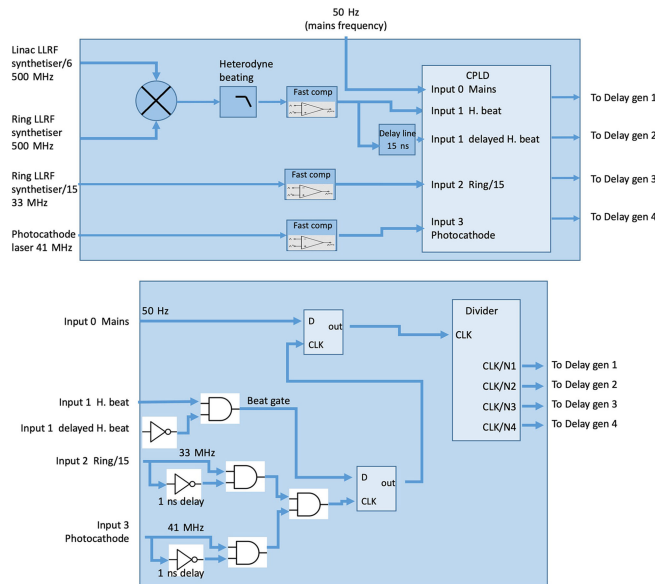 50 Hz
(mains frequency)
Linac LLRF
synthetiser/6
500 MHz
Heterodyne
beating
CPLD
Fast comp
Input 0 Mains
To Delay gen 1
Input 1 H. beat
Ring LLRF
synthetiser
500 MHz
Delay line
15 ns
Input 1 delayed H. beat
To Delay gen 2
Ring LLRF
synthetiser/15
33 MHz
Fast comp
Input 2 Ring/15
To Delay gen 3
Photocathode
laser 41 MHz
Fast comp
Input 3
Photocathode
To Delay gen 4
Input 0 Mains
50 Hz
D
out
CLK
Divider
CLK
CLK/N1
To Delay gen 1
CLK/N2
To Delay gen 2
CLK/N3
To Delay gen 3
CLK/N4
To Delay gen 4
Input 1 H. beat
Beat gate
Input 1 delayed H. beat
Input 2 Ring/15
33 MHz
1 ns delay
D
out
CLK
Input 3
Photocathode
41 MHz
1 ns delay